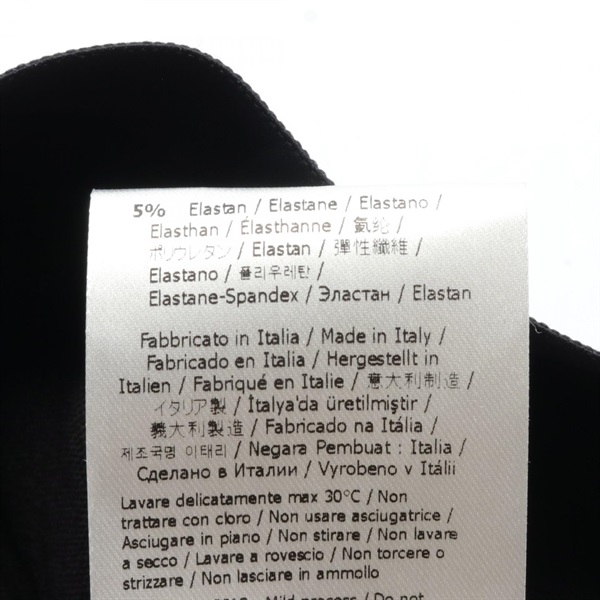 5% Elastan / Elastane / Elastano /
Elasthan / Élasthanne / 氨纶 /
ポリウレタン / Elastan / 彈性纖維 /
Elastano / 폴리우레탄 /
Elastane-Spandex / Эластан / Elastan
Fabbricato in Italia / Made in Italy /
Fabricado en Italia / Hergestellt in
Italien / Fabriqué en Italie / 意大利制造 /
イタリア製 / İtalya'da üretilmiştir /
義大利製造 / Fabricado na Itália /
제조국명 이태리 / Negara Pembuat : Italia /
Сделано в Италии / Vyrobeno v Itálii
Lavare delicatamente max 30°C / Non
trattare con cloro / Non usare asciugatrice /
Asciugare in piano / Non stirare / Non lavare
a secco / Lavare a rovescio / Non torcere o
strizzare / Non lasciare in ammollo
Mild process / Do not